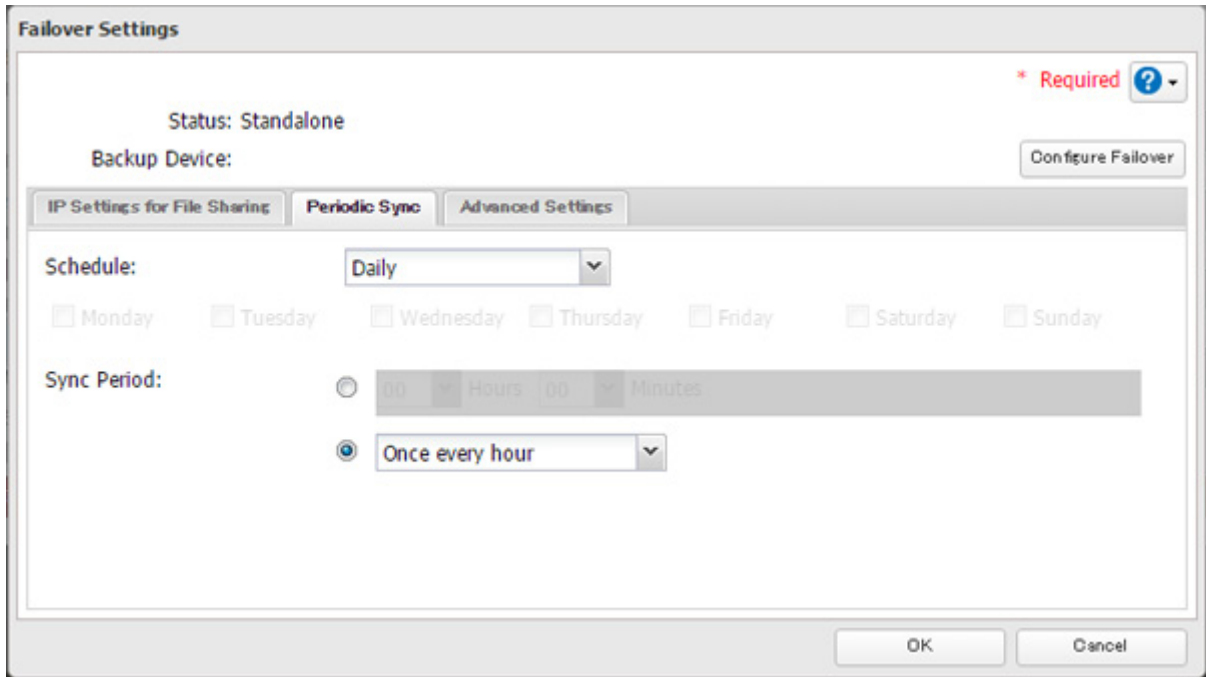 Failover Settings
* Required
Status: Standalone
Backup Device:
Configure Failover
IP Settings for File Sharing Periodic Sync Advanced Settings
Schedule: Daily
Monday Tuesday Wednesday Thursday Friday Saturday Sunday
Sync Period: 00 Hours 00 Minutes
Once every hour
OK Cancel